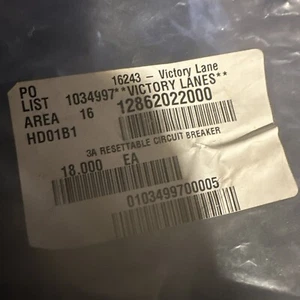 16243 - Victory Lane
PO
LIST 1034997**VICTORY LANES**
AREA 16 12862022000
HD01B1
3A RESETTABLE CIRCUIT BREAKER
18.000 EA
0103499700005